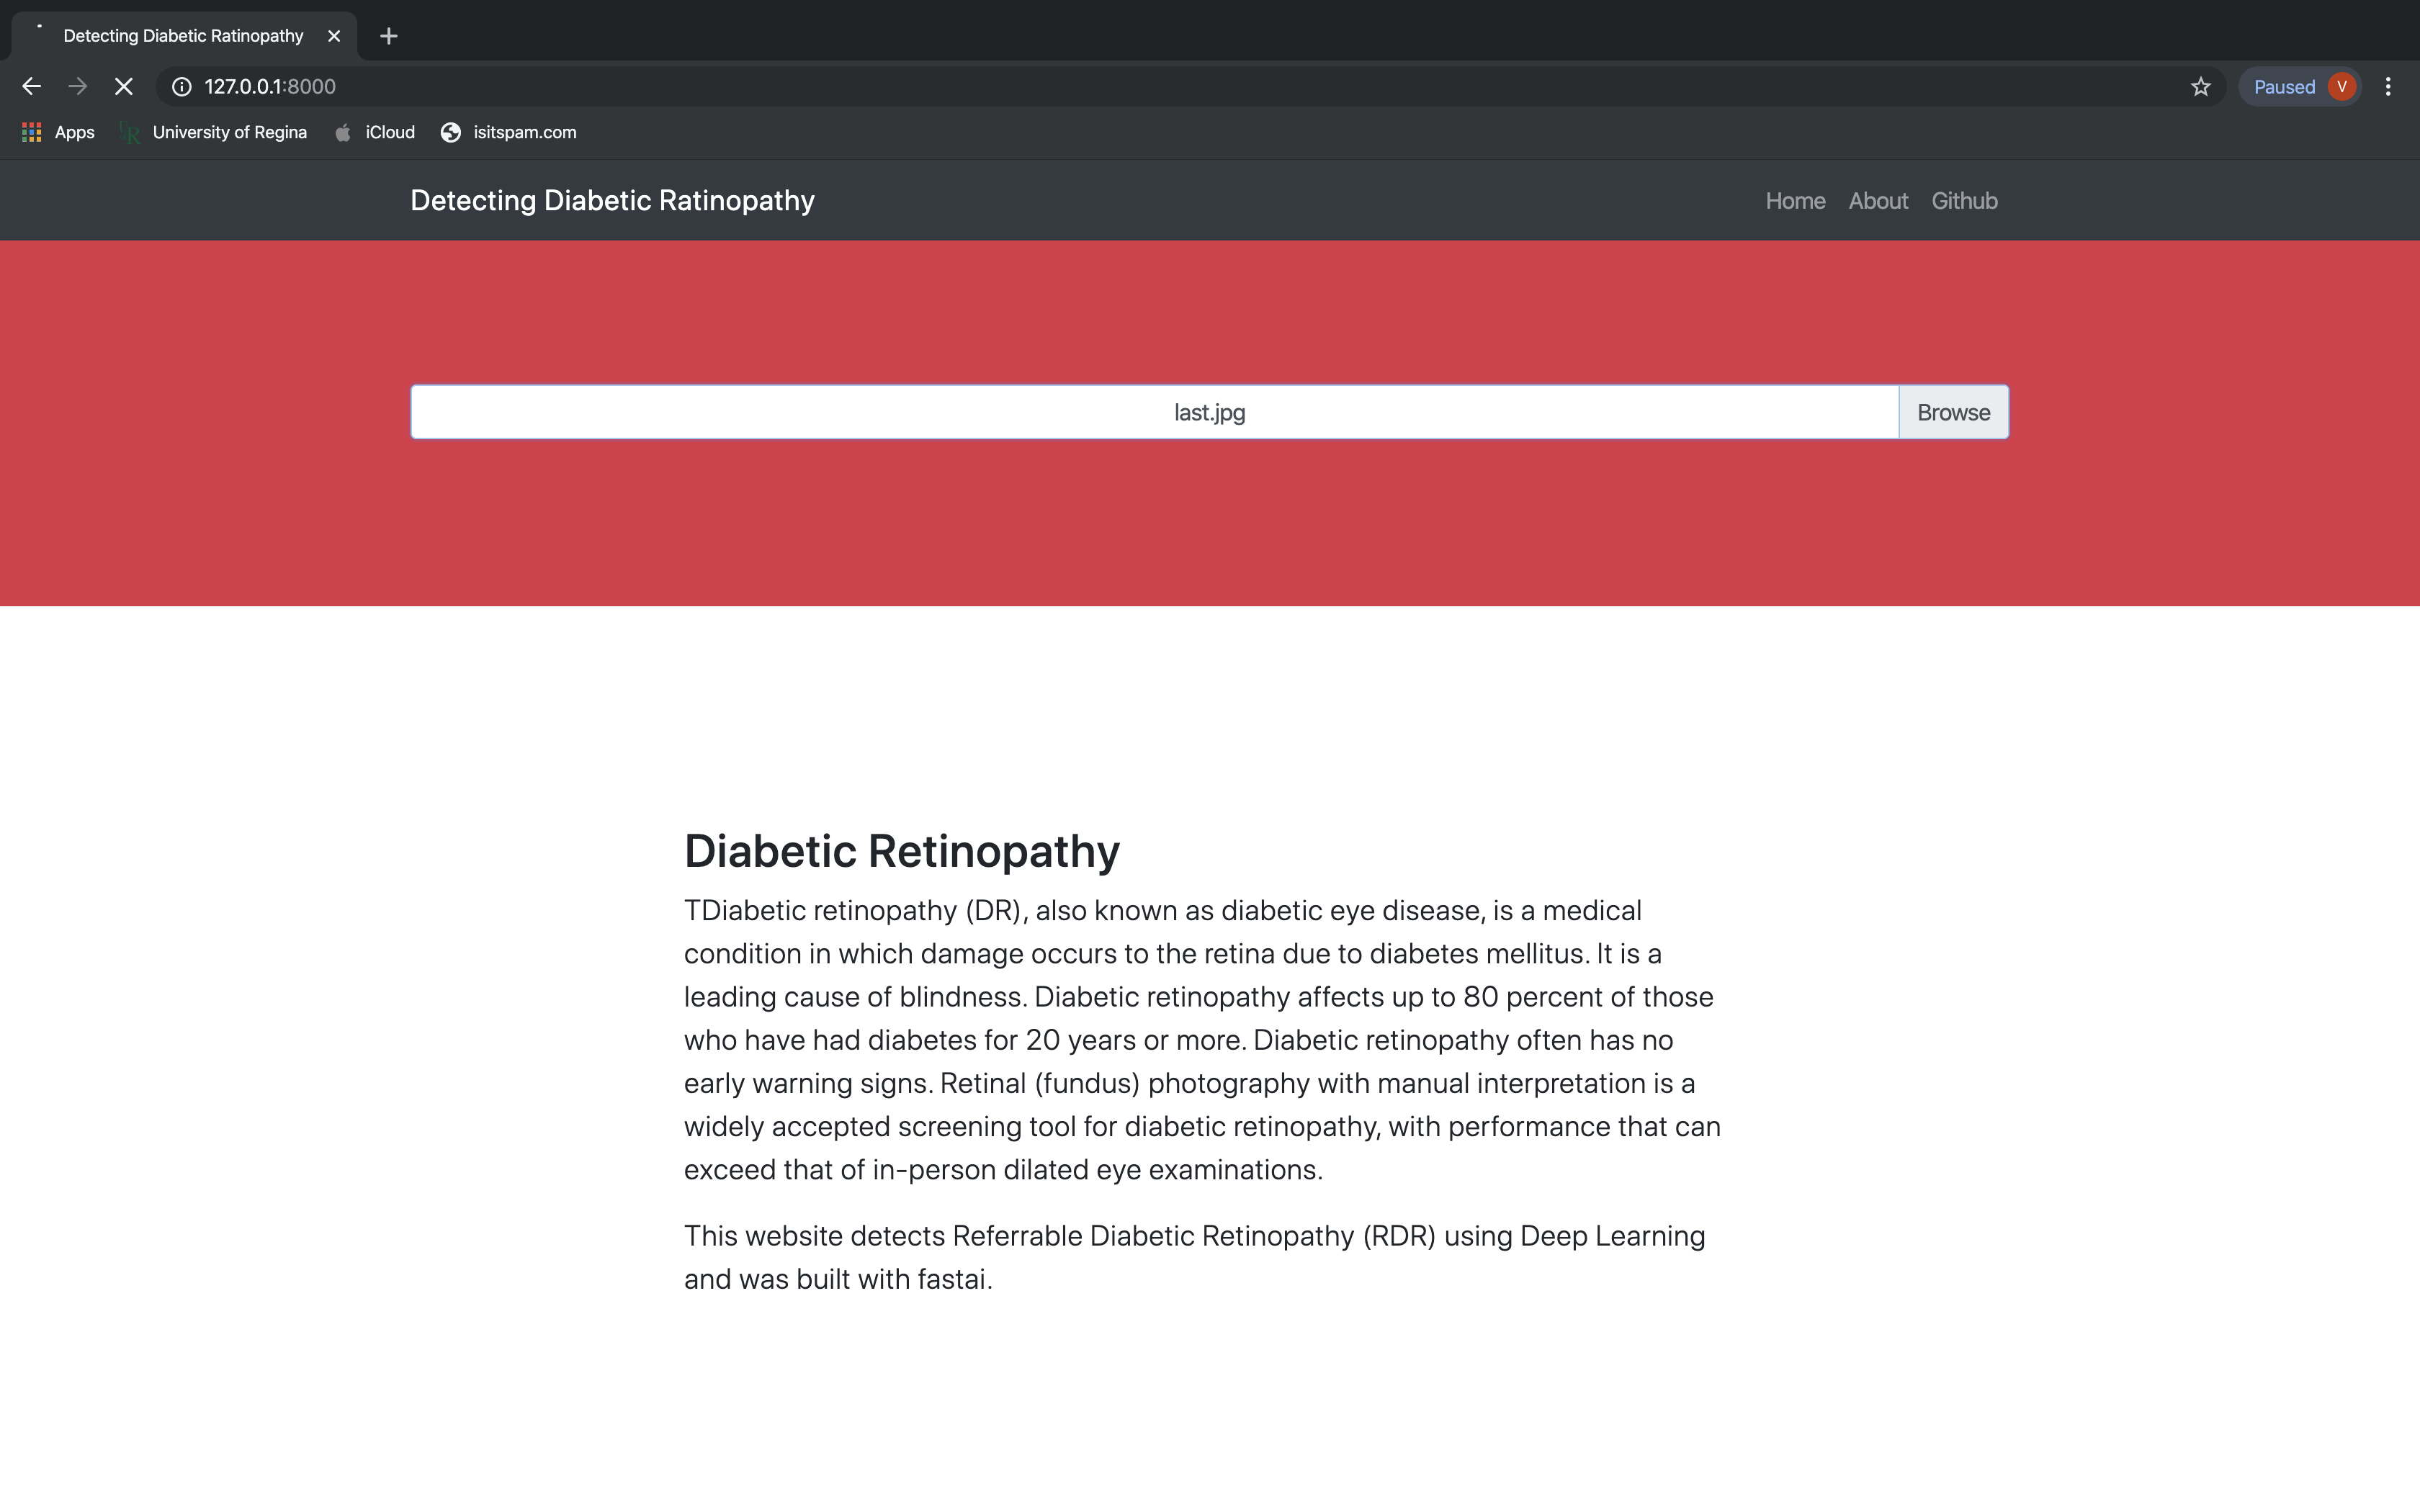 Detecting Diabetic Ratinopathy
127.0.0.1:8000
Paused V
Apps University of Regina iCloud isitspam.com
Detecting Diabetic Ratinopathy Home About Github
last.jpg Browse
Diabetic Retinopathy
TDiabetic retinopathy (DR), also known as diabetic eye disease, is a medical
condition in which damage occurs to the retina due to diabetes mellitus. It is a
leading cause of blindness. Diabetic retinopathy affects up to 80 percent of those
who have had diabetes for 20 years or more. Diabetic retinopathy often has no
early warning signs. Retinal (fundus) photography with manual interpretation is a
widely accepted screening tool for diabetic retinopathy, with performance that can
exceed that of in-person dilated eye examinations.
This website detects Referrable Diabetic Retinopathy (RDR) using Deep Learning
and was built with fastai.